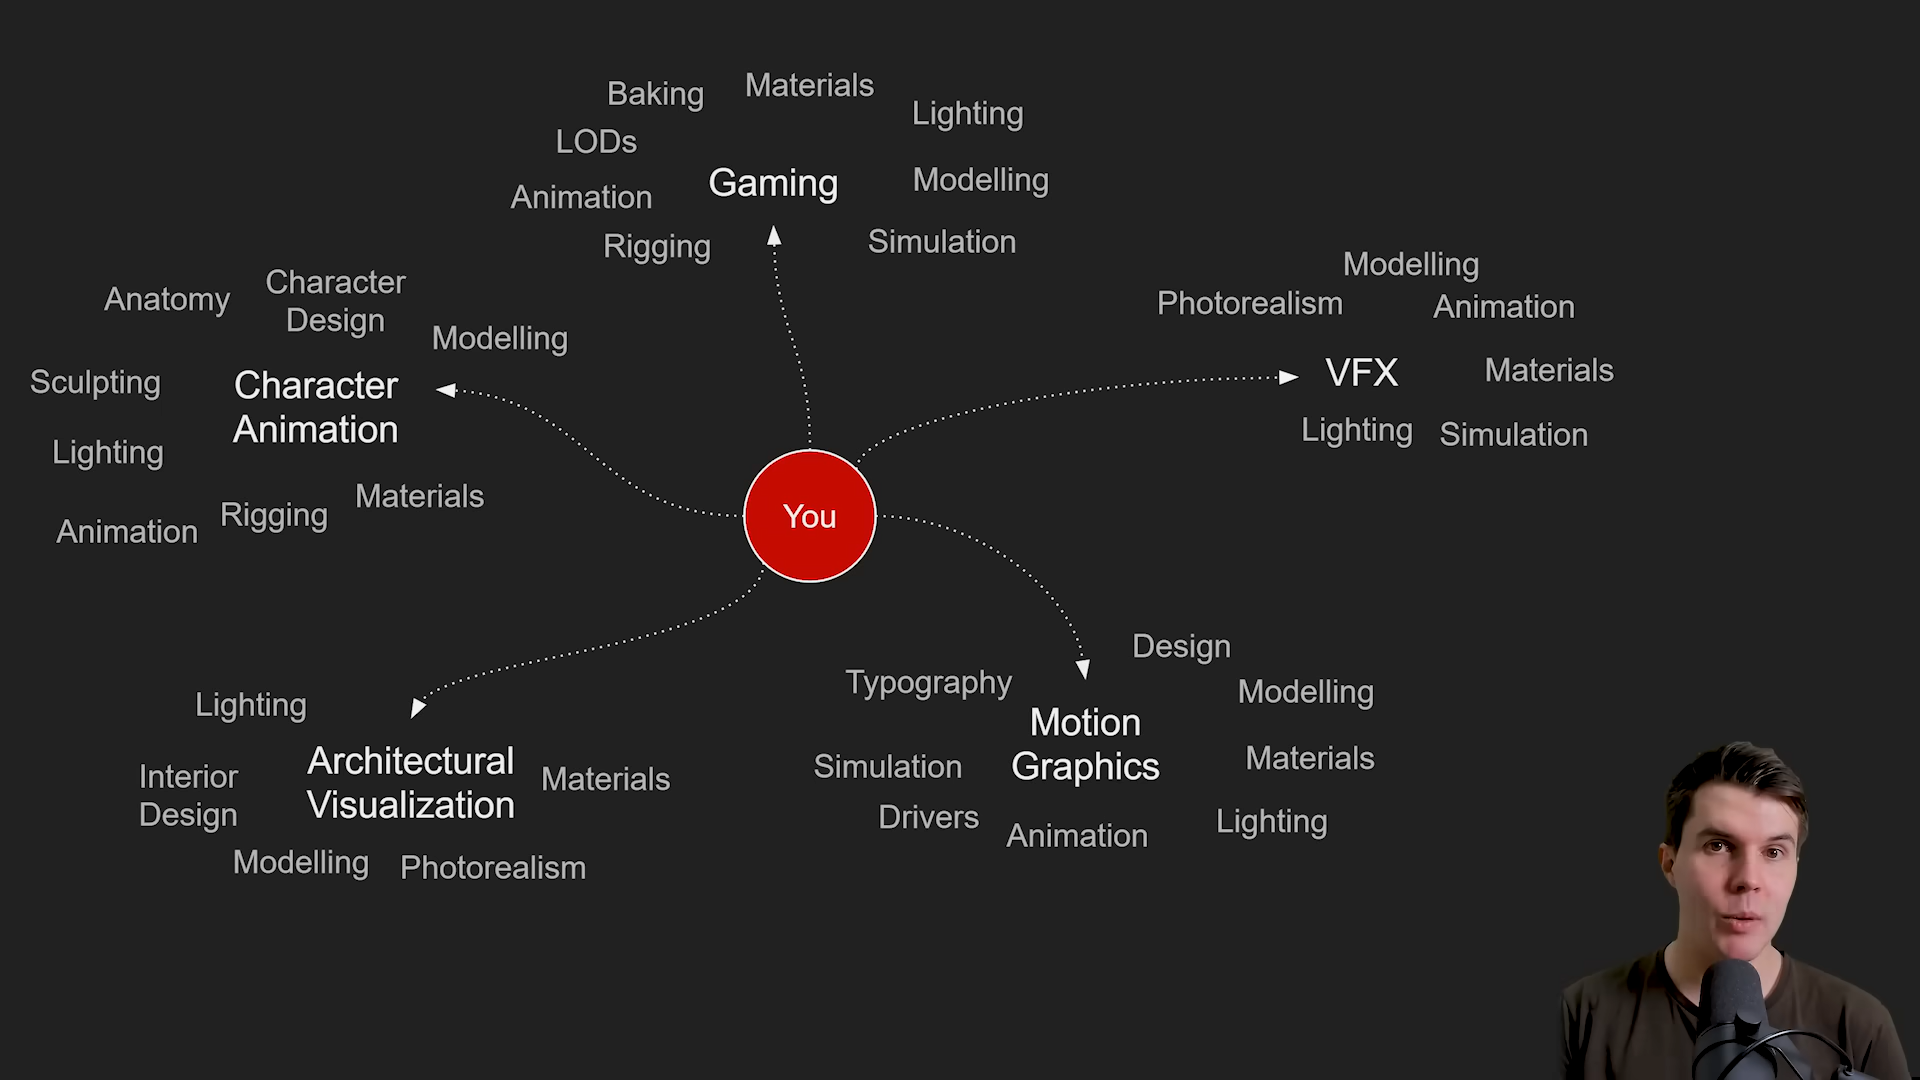 Baking
Materials
Lighting
LODs
Gaming
Modelling
Animation
Rigging
Simulation
Anatomy
Character
Design
Modelling
Sculpting
Character
Animation
Lighting
Materials
Rigging
Animation
Modelling
Photorealism
Animation
VFX
Materials
Lighting
Simulation
You
Lighting
Interior
Design
Architectural
Visualization
Materials
Modelling
Photorealism
Design
Typography
Modelling
Motion
Graphics
Simulation
Materials
Drivers
Animation
Lighting